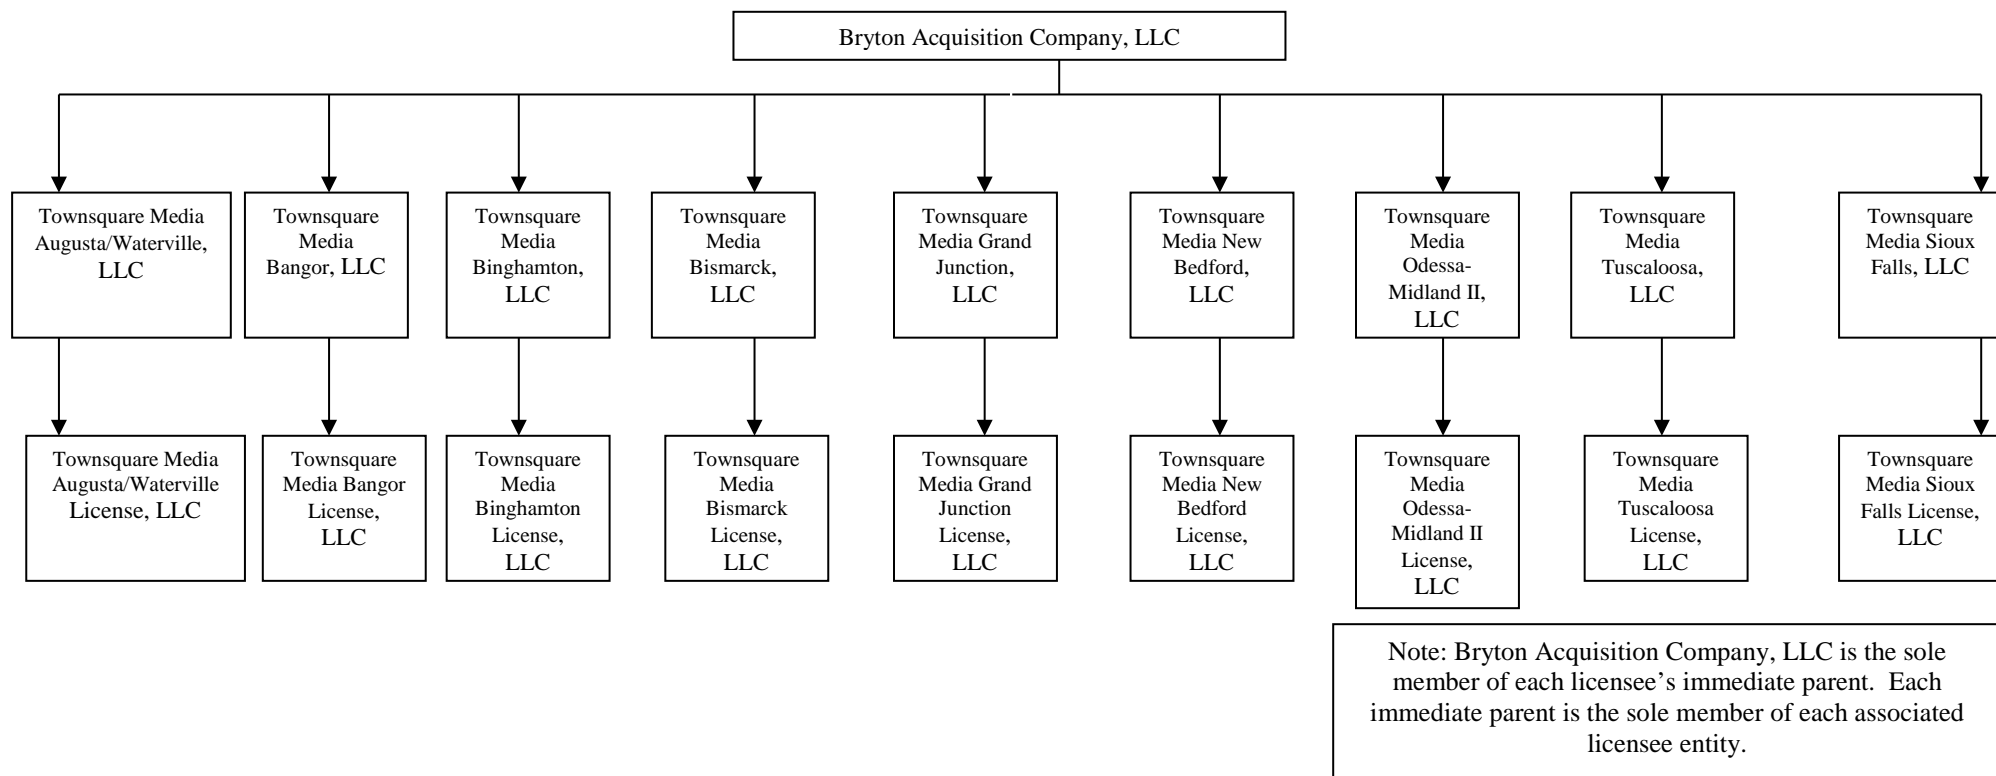 Bryton Acquisition Company, LLC
Townsquare Media
Augusta/Waterville,
LLC
Townsquare
Media
Bangor, LLC
Townsquare
Media
Binghamton,
LLC
Townsquare
Media
Bismarck,
LLC
Townsquare
Media Grand
Junction,
LLC
Townsquare
Media New
Bedford,
LLC
Townsquare
Media
Odessa-
Midland II,
LLC
Townsquare
Media
Tuscaloosa,
LLC
Townsquare
Media Sioux
Falls, LLC
Townsquare Media
Augusta/Waterville
License, LLC
Townsquare
Media Bangor
License,
LLC
Townsquare
Media
Binghamton
License,
LLC
Townsquare
Media
Bismarck
License,
LLC
Townsquare
Media Grand
Junction
License,
LLC
Townsquare
Media New
Bedford
License,
LLC
Townsquare
Media
Odessa-
Midland II
License,
LLC
Townsquare
Media
Tuscaloosa
License,
LLC
Townsquare
Media Sioux
Falls License,
LLC
Note: Bryton Acquisition Company, LLC is the sole
member of each licensee’s immediate parent.  Each
immediate parent is the sole member of each associated
licensee entity.